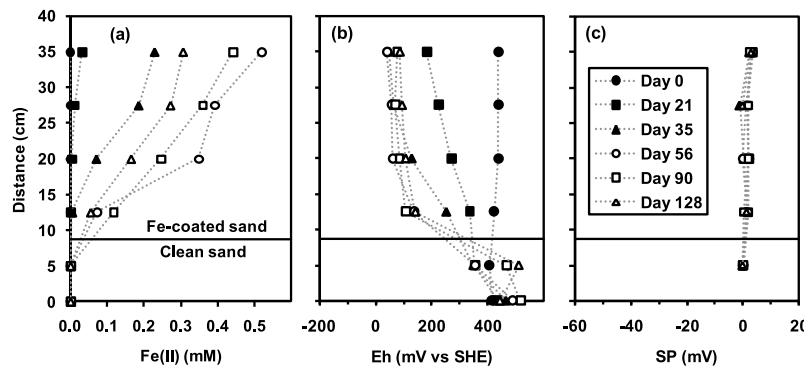 (a)
(b)
(c)
40
35
30
25
20
15
10
5
0
Distance (cm)
Fe-coated sand
Clean sand
Day 0
Day 21
Day 35
Day 56
Day 90
Day 128
0.0 0.1 0.2 0.3 0.4 0.5
-200 0 200 400
-60 -40 -20 0 20
Fe(II) (mM)
Eh (mV vs SHE)
SP (mV)